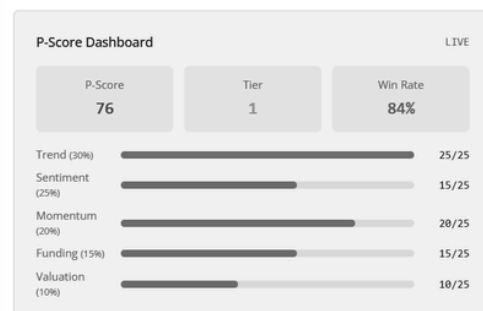 P-Score Dashboard LIVE
P-Score Tier Win Rate
76 1 84%
Trend (30%) 25/25
Sentiment
(25%) 15/25
Momentum
(20%) 20/25
Funding (15%) 15/25
Valuation
(10%) 10/25